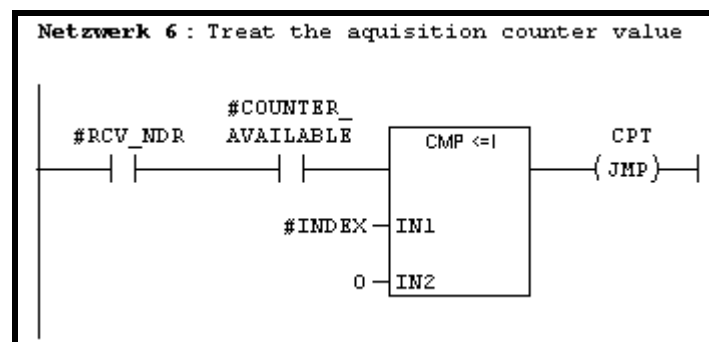 Netzwerk 6 : Treat the aquisition counter value
#COUNTER_
#RCV_NDR AVAILABLE CMP <=I CPT
JMP
#INDEX IN1
0 IN2